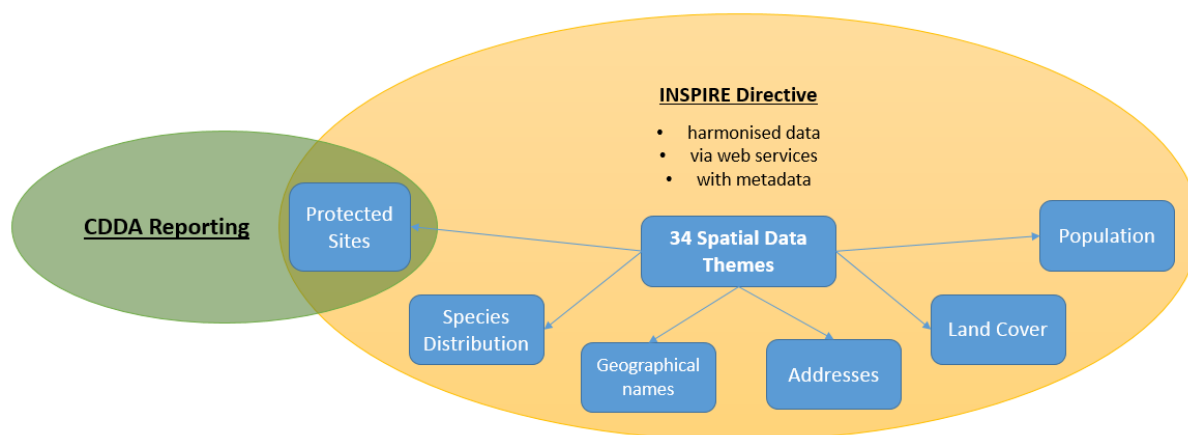 INSPIRE Directive
• harmonised data
• via web services
• with metadata
CDDA Reporting
Protected
Sites
34 Spatial Data
Themes
Population
Species
Distribution
Geographical
names
Addresses
Land Cover